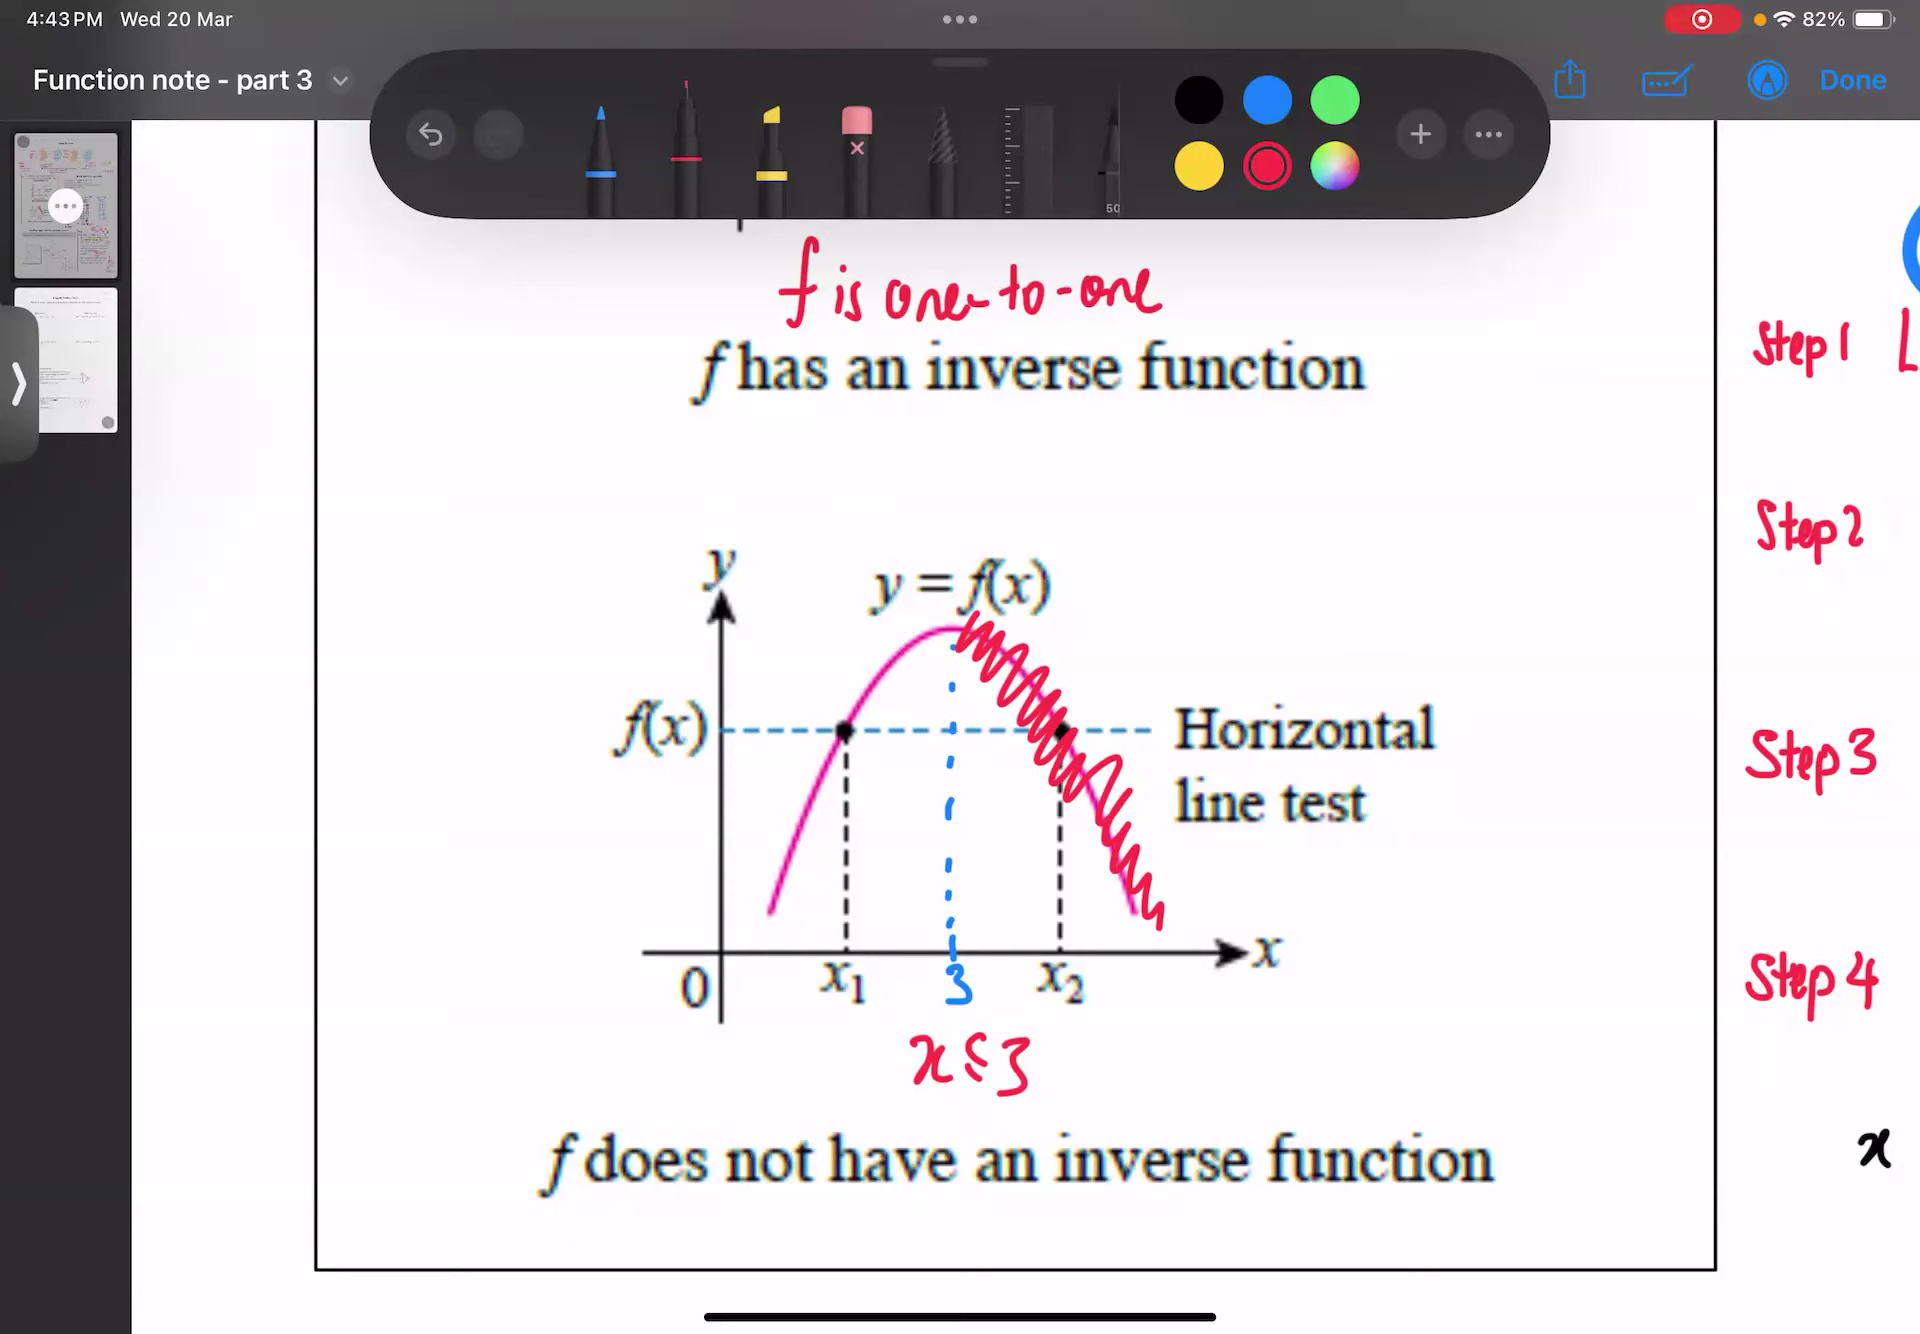 4:43 PM Wed 20 Mar
82%
Function note - part 3
Done
50
f is one-to-one
f has an inverse function
Step 1 L
Step 2
Step 3
Step 4
x
y
y = f(x)
f(x)
Horizontal
line test
0
x1
3
x2
x
x ≤ 3
f does not have an inverse function